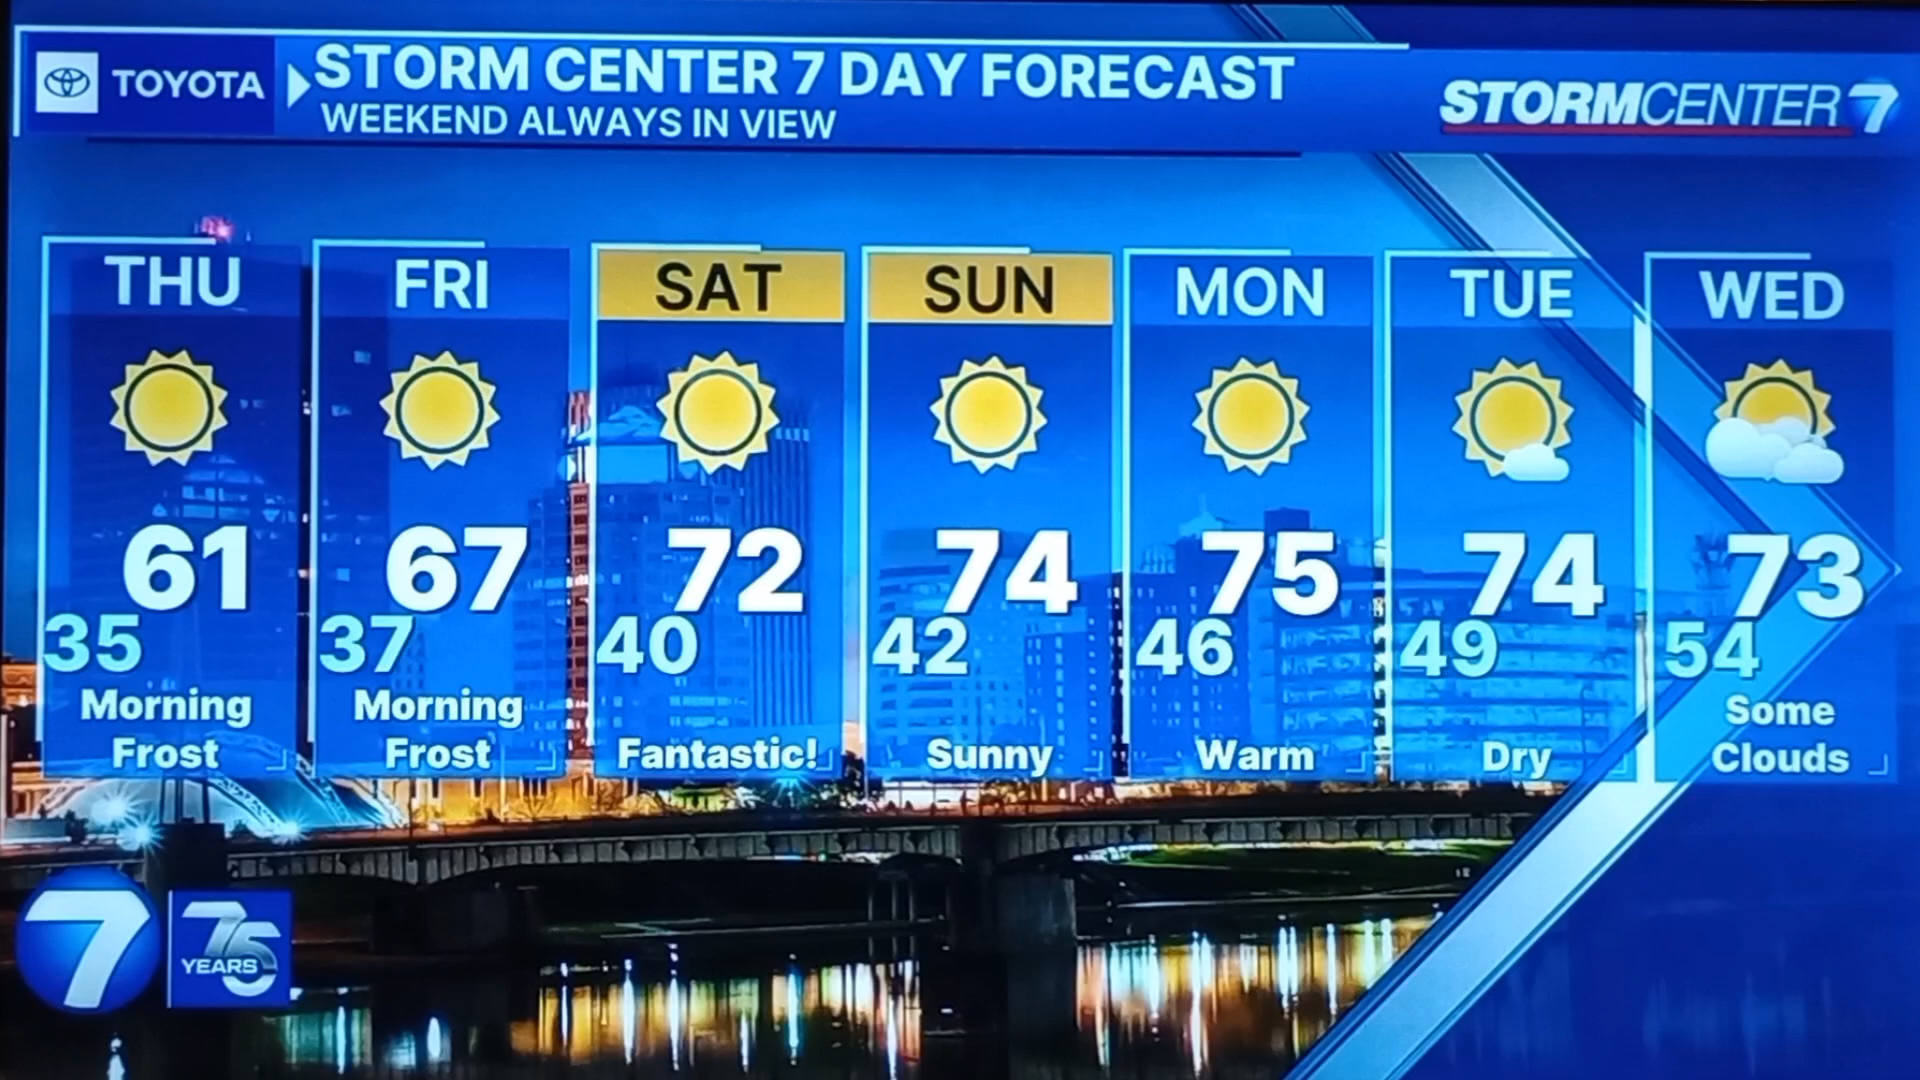 TOYOTA
STORM CENTER 7 DAY FORECAST
WEEKEND ALWAYS IN VIEW
STORMCENTER 7
THU
61
35
Morning
Frost
FRI
67
37
Morning
Frost
SAT
72
40
Fantastic!
SUN
74
42
Sunny
MON
75
46
Warm
TUE
74
49
Dry
WED
73
54
Some
Clouds
7
75
YEARS